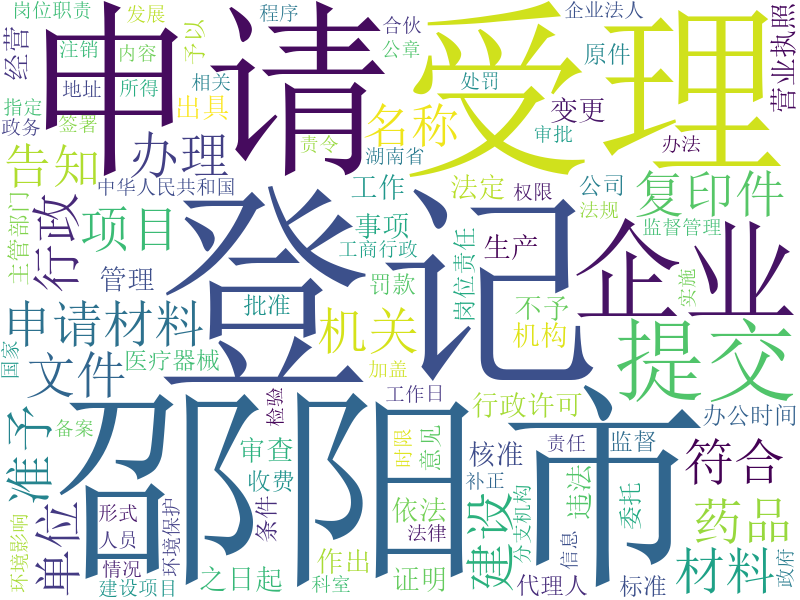 岗位职责
发展
程序
合伙
企业法人
经营
注销
内容
予以
公章
原件
营业执照
申请
受理
地址
所得
相关
处罚
指定
出具
名称
变更
政务
签署
责令
审批
办理
湖南省
办法
告知
中华人民共和国
工作
法定
权限
公司
复印件
主管部门
行政
项目
登记
事项
法规
工商行政
生产
监督管理
企业
管理
罚款
岗位责任
批准
不予
实施
申请材料
机关
机构
提交
国家
文件
医疗器械
加盖
工作日
检验
行政许可
办公时间
准予
备案
邵阳市
审查
时限
意见
核准
责任
监督
符合
收费
补正
单位
形式
条件
依法
建设
分支机构
违法
委托
药品
人员
环境保护
法律
信息
环境影响
情况
作出
之日起
科室
证明
代理人
标准
材料
政府
建设项目